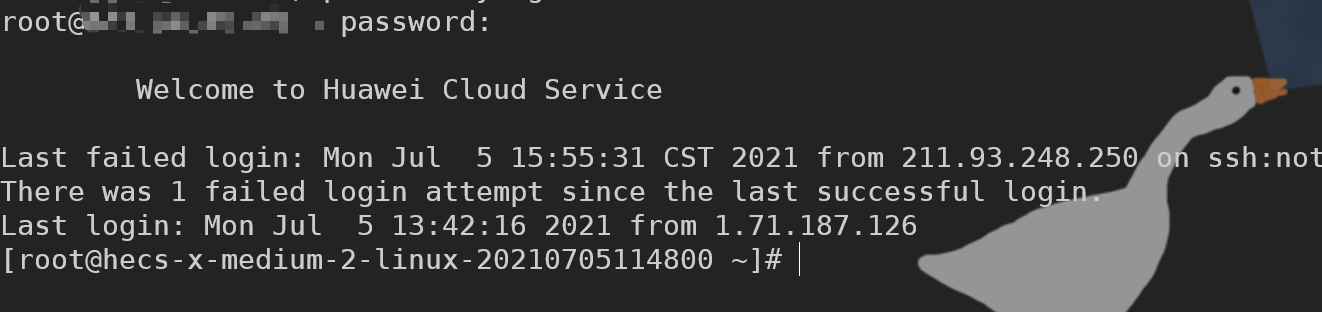 root@ password:
Welcome to Huawei Cloud Service
Last failed login: Mon Jul  5 15:55:31 CST 2021 from 211.93.248.250 on ssh:not
There was 1 failed login attempt since the last successful login.
Last login: Mon Jul  5 13:42:16 2021 from 1.71.187.126
[root@hecs-x-medium-2-linux-20210705114800 ~]#